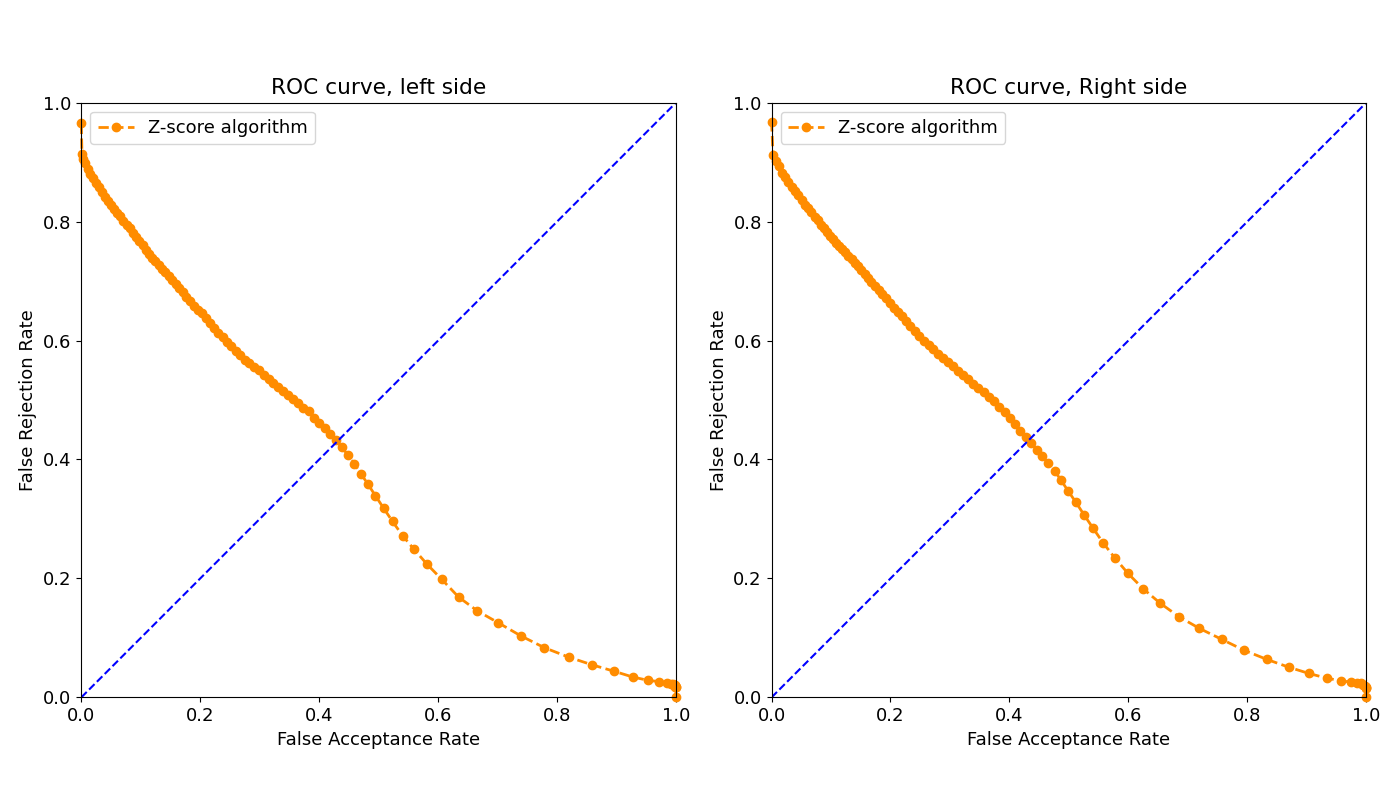 ROC curve, left side
Z-score algorithm
False Rejection Rate
1.0
0.8
0.6
0.4
0.2
0.0
0.0 0.2 0.4 0.6 0.8 1.0
False Acceptance Rate
ROC curve, Right side
Z-score algorithm
False Rejection Rate
1.0
0.8
0.6
0.4
0.2
0.0
0.0 0.2 0.4 0.6 0.8 1.0
False Acceptance Rate